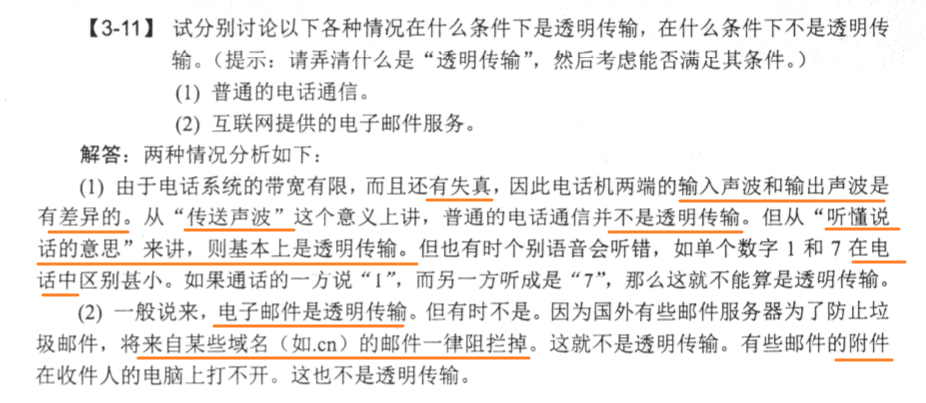 【3-11】 试分别讨论以下各种情况在什么条件下是透明传输，在什么条件下不是透明传
输。（提示：请弄清什么是“透明传输”，然后考虑能否满足其条件。）
(1) 普通的电话通信。
(2) 互联网提供的电子邮件服务。
解答：两种情况分析如下：
(1) 由于电话系统的带宽有限，而且还有失真，因此电话机两端的输入声波和输出声波是
有差异的。从“传送声波”这个意义上讲，普通的电话通信并不是透明传输。但从“听懂说
话的意思”来讲，则基本上是透明传输。但也有时个别语音会听错，如单个数字 1 和 7 在电
话中区别甚小。如果通话的一方说“1”，而另一方听成是“7”，那么这就不能算是透明传输。
(2) 一般说来，电子邮件是透明传输。但有时不是。因为国外有些邮件服务器为了防止垃
圾邮件，将来自某些域名（如.cn）的邮件一律阻拦掉。这就不是透明传输。有些邮件的附件
在收件人的电脑上打不开。这也不是透明传输。